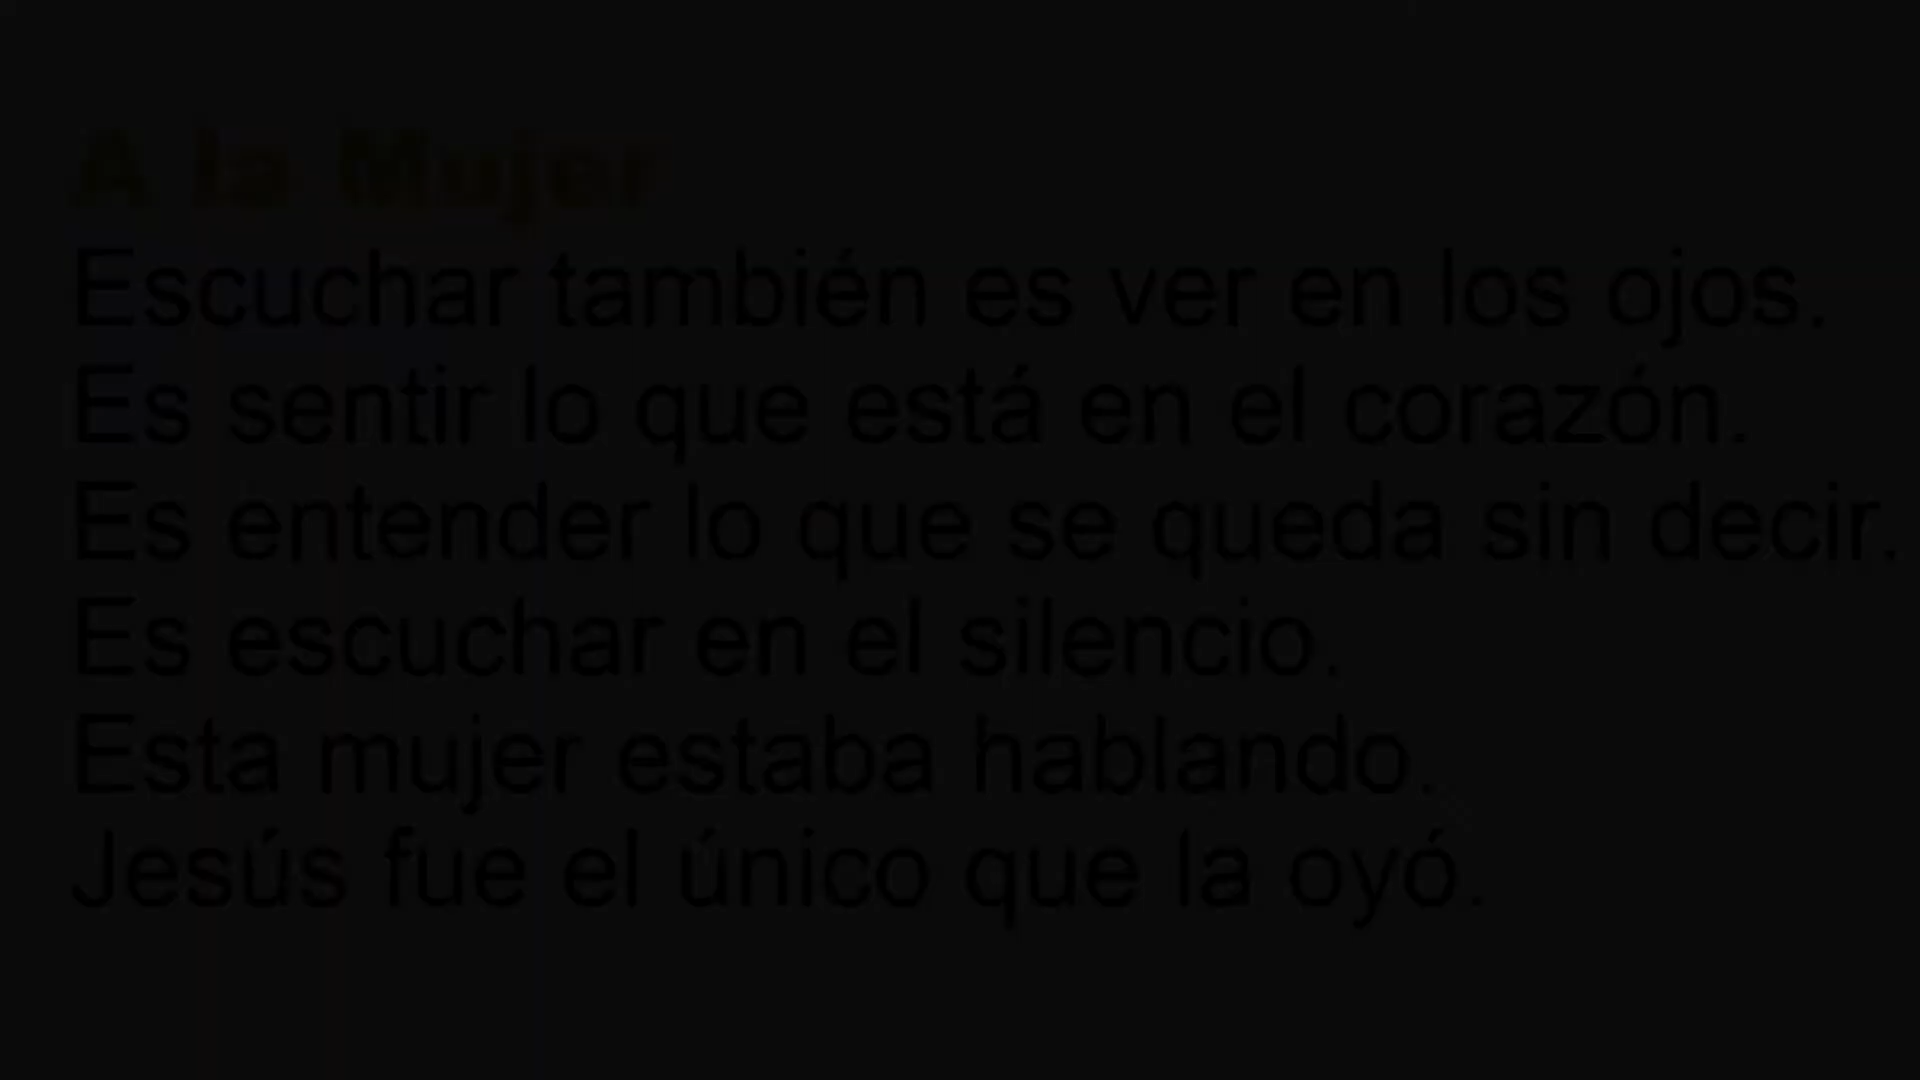 A la Mujer
Escuchar también es ver en los ojos.
Es sentir lo que está en el corazón.
Es entender lo que se queda sin decir.
Es escuchar en el silencio.
Esta mujer estaba hablando.
Jesús fue el único que la oyó.